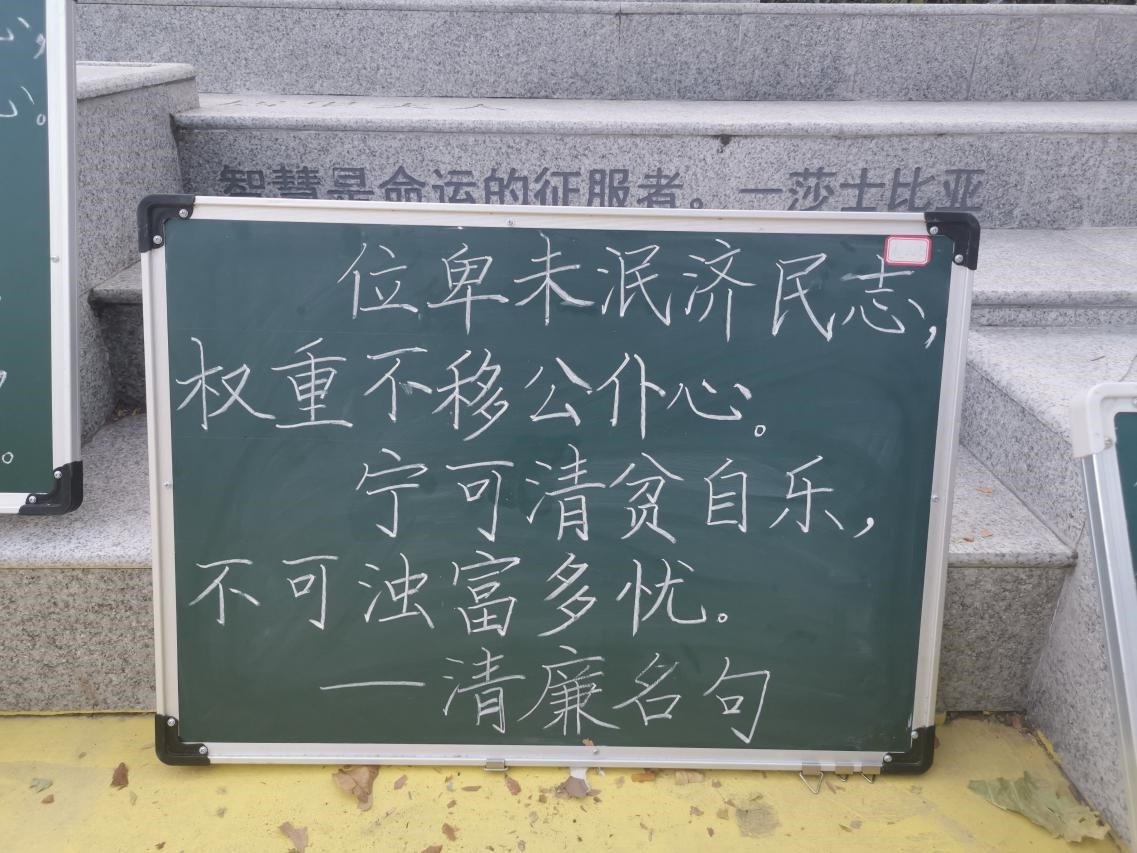 智慧是命运的征服者。—莎士比亚
位卑未泯济民志,
权重不移公仆心。
宁可清贫自乐,
不可浊富多忧。
—清廉名句